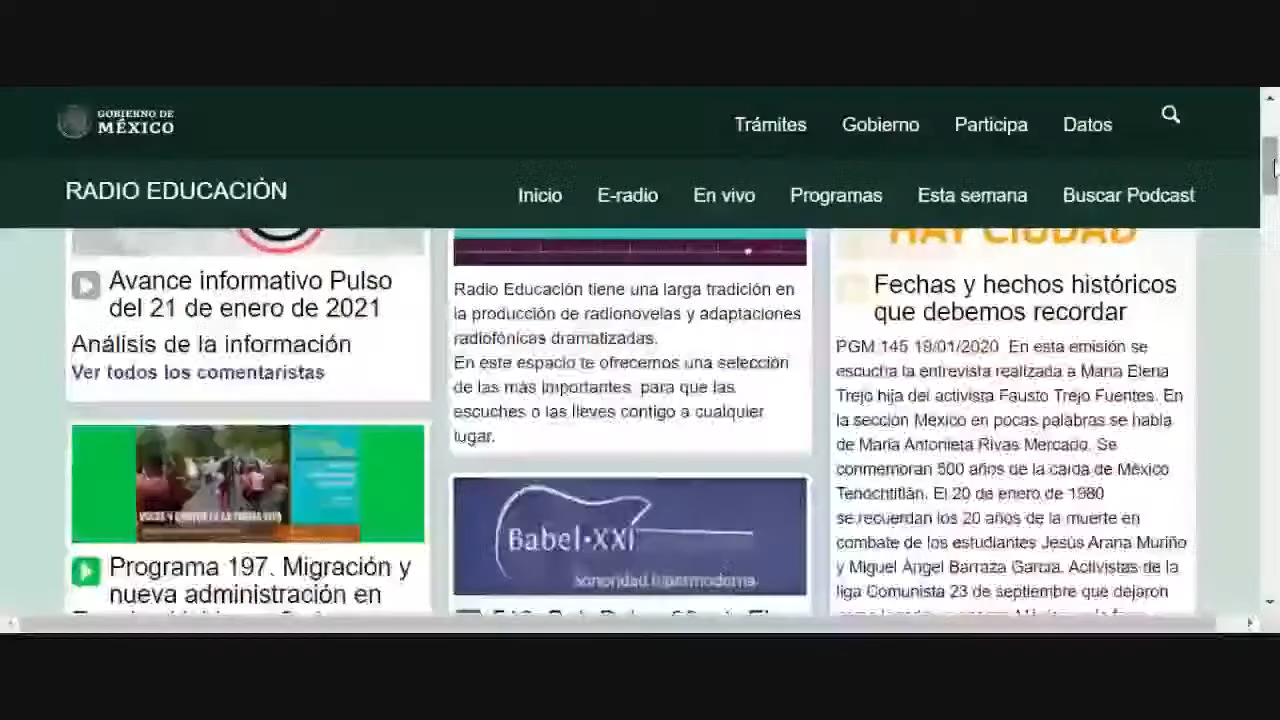 GOBIERNO DE
MÉXICO
Trámites Gobierno Participa Datos
RADIO EDUCACIÓN
Inicio E-radio En vivo Programas Esta semana Buscar Podcast
Avance informativo Pulso
del 21 de enero de 2021
Análisis de la información
Ver todos los comentaristas
Programa 197. Migración y
nueva administración en
Radio Educación tiene una larga tradición en
la producción de radionovelas y adaptaciones
radiofónicas dramatizadas.
En este espacio te ofrecemos una selección
de las más importantes para que las
escuches o las lleves contigo a cualquier
lugar.
Babel·XXI
sonoridad hipermoderna
HAY CIUDAD
Fechas y hechos históricos
que debemos recordar
PGM 145 19/01/2020 En esta emisión se
escucha la entrevista realizada a María Elena
Trejo hija del activista Fausto Trejo Fuentes. En
la sección México en pocas palabras se habla
de María Antonieta Rivas Mercado. Se
conmemoran 500 años de la caída de México
Tenochtitlán. El 20 de enero de 1980
se recuerdan los 20 años de la muerte en
combate de los estudiantes Jesús Arana Muriño
y Miguel Ángel Barraza García. Activistas de la
liga Comunista 23 de septiembre que dejaron